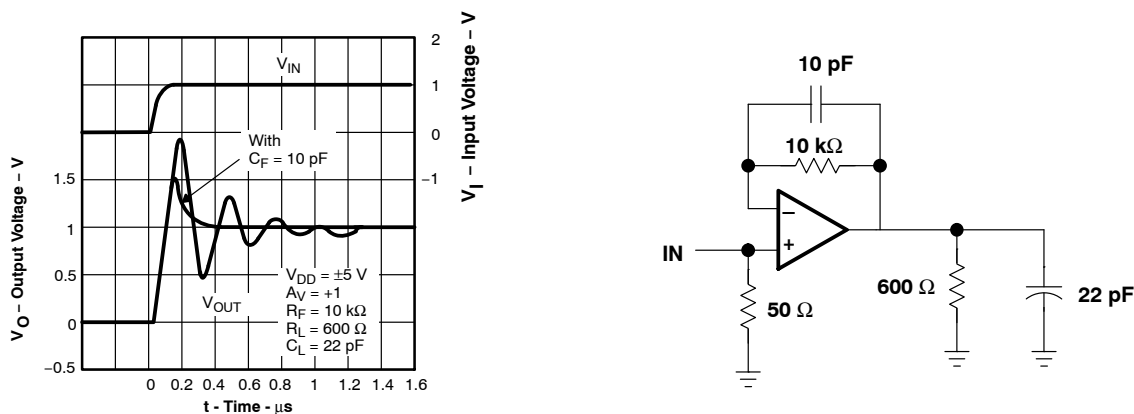 2
1
0
−1
V_I − Input Voltage − V
V_IN
With
C_F = 10 pF
1.5
1
0.5
0
−0.5
V_O − Output Voltage − V
V_OUT
V_DD = ±5 V
A_V = +1
R_F = 10 kΩ
R_L = 600 Ω
C_L = 22 pF
0 0.2 0.4 0.6 0.8 1 1.2 1.4 1.6
t - Time - μs
10 pF
10 kΩ
−
+
IN
50 Ω
600 Ω
22 pF